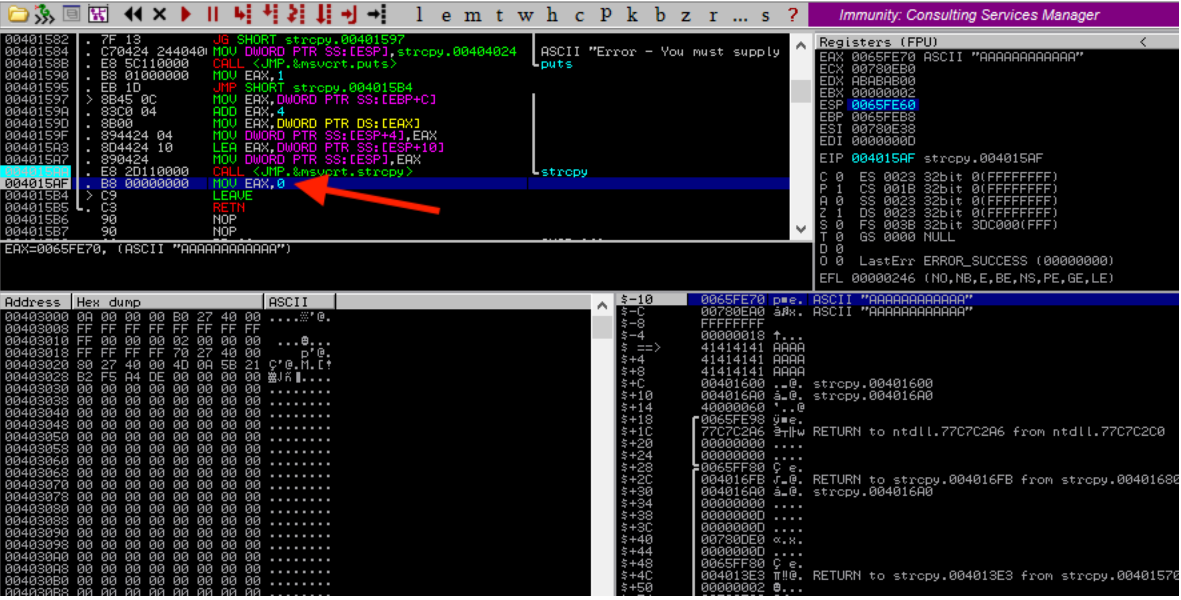 l e m t w h c P k b z r ... s ?
Immunity: Consulting Services Manager
00401582 . 7F 13 JG SHORT strcpy.00401597
00401584 . C70424 244040 MOV DWORD PTR SS:[ESP],strcpy.00404024 ASCII "Error - You must supply
0040158B . E8 5C110000 CALL <JMP.&msvcrt.puts> puts
00401590 . B8 01000000 MOV EAX,1
00401595 . EB 1D JMP SHORT strcpy.004015B4
00401597 > 8B45 0C MOV EAX,DWORD PTR SS:[EBP+C]
0040159A . 83C0 04 ADD EAX,4
0040159D . 8B00 MOV EAX,DWORD PTR DS:[EAX]
0040159F . 894424 04 MOV DWORD PTR SS:[ESP+4],EAX
004015A3 . 8D4424 10 LEA EAX,DWORD PTR SS:[ESP+10]
004015A7 . 890424 MOV DWORD PTR SS:[ESP],EAX
004015AA . E8 2D110000 CALL <JMP.&msvcrt.strcpy> strcpy
004015AF . B8 00000000 MOV EAX,0
004015B4 > C9 LEAVE
004015B5 . C3 RETN
004015B6 90 NOP
004015B7 90 NOP
EAX=0065FE70, (ASCII "AAAAAAAAAAAA")
Registers (FPU) <
EAX 0065FE70 ASCII "AAAAAAAAAAAA"
ECX 00780EB0
EDX ABABAB00
EBX 00000002
ESP 0065FE60
EBP 0065FEB8
ESI 00780E38
EDI 0000000D
EIP 004015AF strcpy.004015AF
C 0 ES 0023 32bit 0(FFFFFFFF)
P 1 CS 001B 32bit 0(FFFFFFFF)
A 0 SS 0023 32bit 0(FFFFFFFF)
Z 1 DS 0023 32bit 0(FFFFFFFF)
S 0 FS 003B 32bit 3DC000(FFF)
T 0 GS 0000 NULL
D 0
O 0 LastErr ERROR_SUCCESS (00000000)
EFL 00000246 (NO,NB,E,BE,NS,PE,GE,LE)
Address Hex dump ASCII
00403000 0A 00 00 00 B0 27 40 00 ....░'@.
00403008 FF FF FF FF FF FF FF FF
00403010 FF 00 00 00 02 00 00 00
00403018 FF FF FF FF 70 27 40 00 p'@.
00403020 80 27 40 00 4D 0A 5B 21 Ç'@.M.[!
00403028 B2 F5 A4 DE 00 00 00 00
00403030 00 00 00 00 00 00 00 00 ........
00403038 00 00 00 00 00 00 00 00 ........
00403040 00 00 00 00 00 00 00 00 ........
00403048 00 00 00 00 00 00 00 00 ........
00403050 00 00 00 00 00 00 00 00 ........
00403058 00 00 00 00 00 00 00 00 ........
00403060 00 00 00 00 00 00 00 00 ........
00403068 00 00 00 00 00 00 00 00 ........
00403070 00 00 00 00 00 00 00 00 ........
00403078 00 00 00 00 00 00 00 00 ........
00403080 00 00 00 00 00 00 00 00 ........
00403088 00 00 00 00 00 00 00 00 ........
00403090 00 00 00 00 00 00 00 00 ........
00403098 00 00 00 00 00 00 00 00 ........
004030A0 00 00 00 00 00 00 00 00 ........
004030A8 00 00 00 00 00 00 00 00 ........
004030B0 00 00 00 00 00 00 00 00 ........
004030B8 00 00 00 00 00 00 00 00 ........
$-10 0065FE70 p■e. ASCII "AAAAAAAAAAAA"
$-C 00780EA0 ASCII "AAAAAAAAAAAA"
$-8 FFFFFFFF
$-4 00000018 ↑...
$ ==> 41414141 AAAA
$+4 41414141 AAAA
$+8 41414141 AAAA
$+C 00401600 strcpy.00401600
$+10 004016A0 strcpy.004016A0
$+14 40000060 `..@
$+18 0065FE98 ÿ■e.
$+1C 77C7C2A6 RETURN to ntdll.77C7C2A6 from ntdll.77C7C2C0
$+20 00000000 ....
$+24 00000000 ....
$+28 0065FF80 Ç e.
$+2C 004016FB RETURN to strcpy.004016FB from strcpy.00401680
$+30 004016A0 strcpy.004016A0
$+34 00000000 ....
$+38 0000000D ....
$+3C 0000000D ....
$+40 00780DE0 α.x.
$+44 0000000D ....
$+48 0065FF80 Ç e.
$+4C 004013E3 π‼@. RETURN to strcpy.004013E3 from strcpy.00401570
$+50 00000002